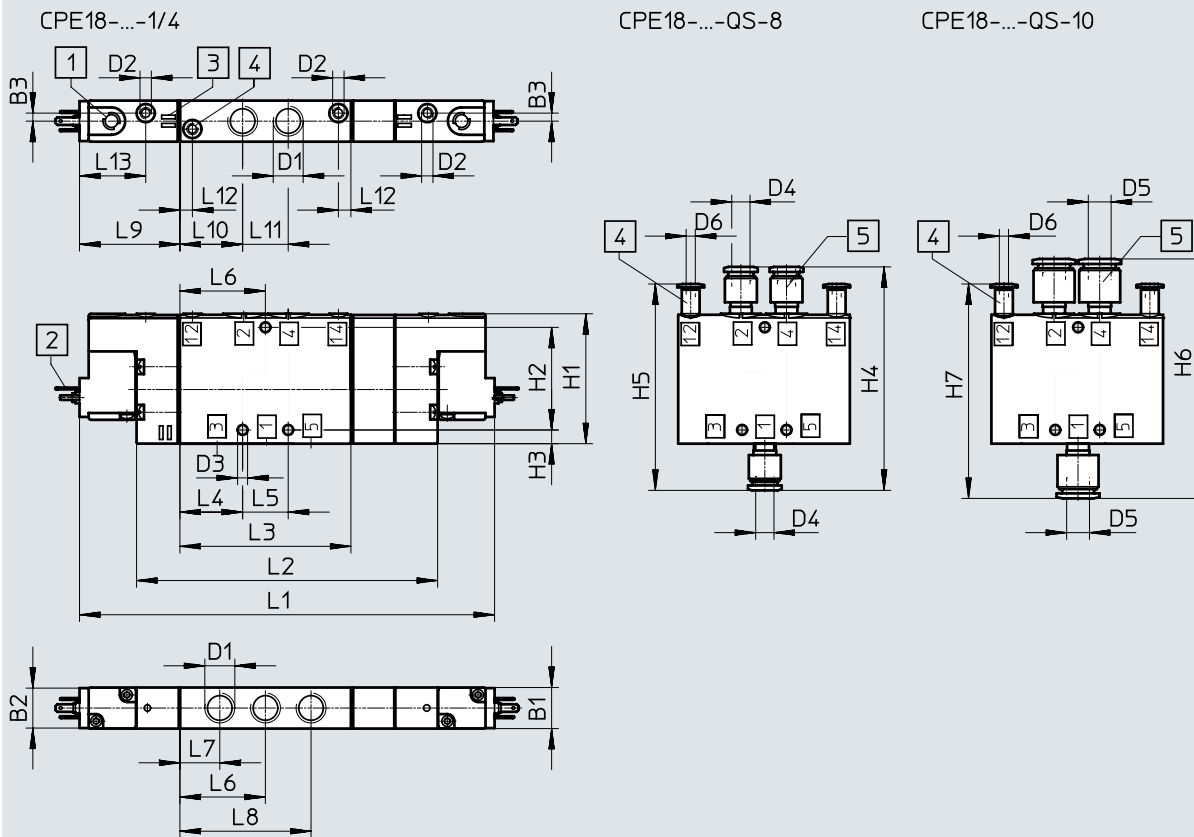 CPE18-...-1/4
CPE18-...-QS-8
CPE18-...-QS-10
1
D2
3
4
D2
B3
B3
L13
D1
D2
L12
L12
L9
L10
L11
D4
D5
4
D6
5
4
D6
5
L6
2
12
2
4
14
H2
H1
3
1
5
D3
H3
L4
L5
L3
L2
L1
12
2
4
14
H5
H4
3
1
5
D4
12
2
4
14
H7
H6
3
1
5
D5
D1
B2
B1
L7
L6
L8